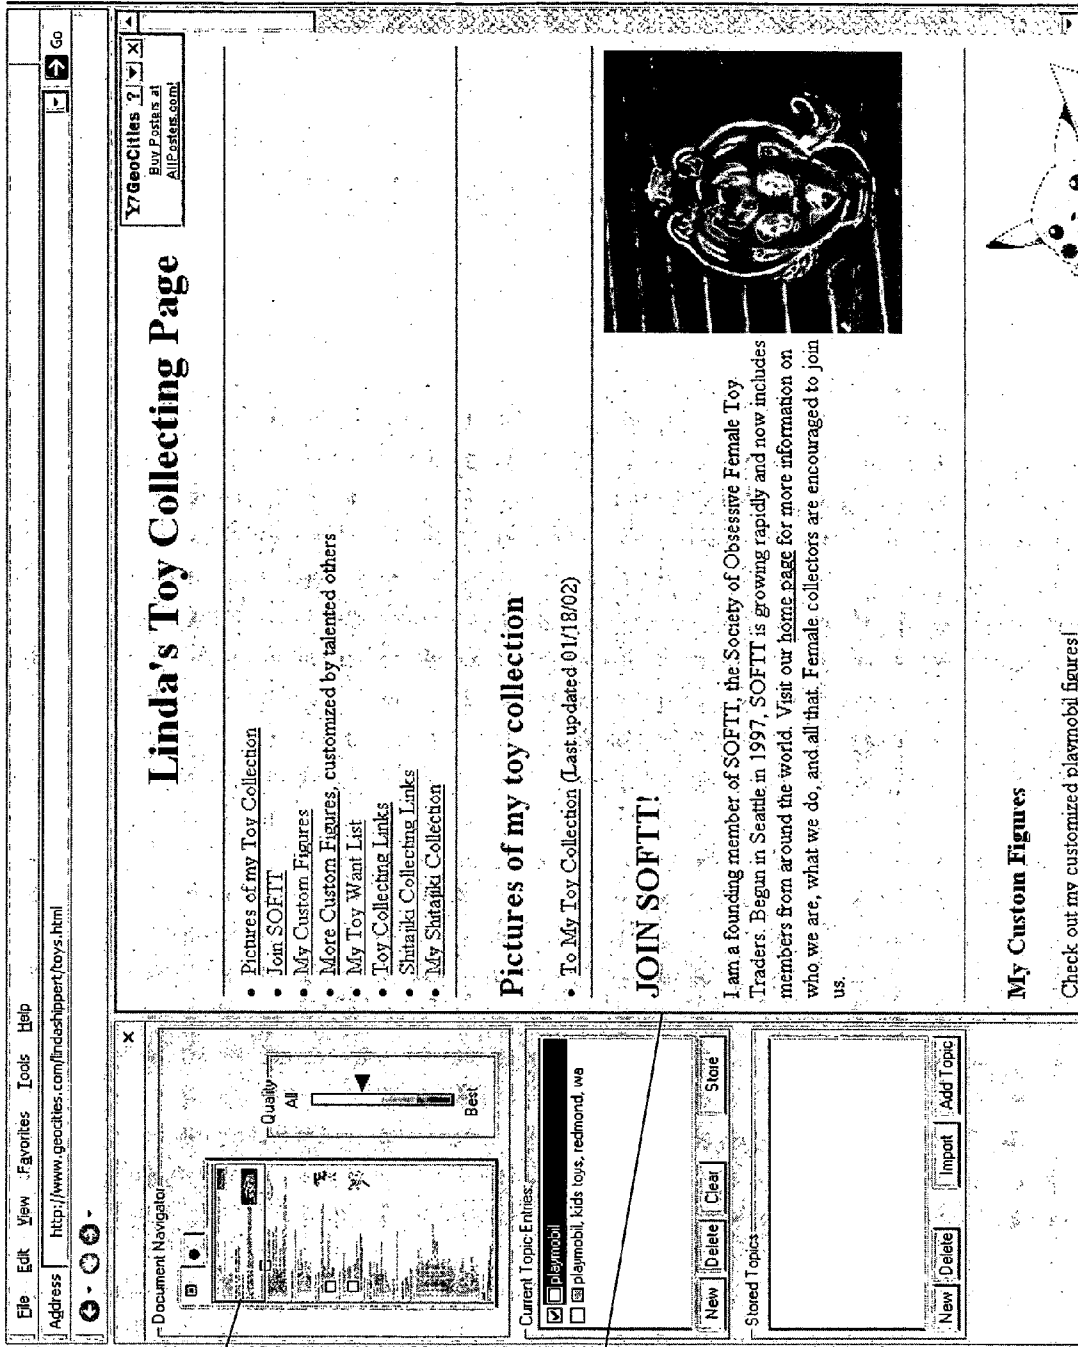 File Edit View Favorites Tools Help
Address http://www.geocities.com/lindashippert/toys.html Go
Document Navigator
Quality
All
Best
Current Topic Entries:
playmobil
playmobil, kids toys, redmond, wa
New Delete Clear Store
Stored Topics
New Delete Import Add Topic
Y7GeoCities ? X
Buy Posters at
AllPosters.com!
Linda's Toy Collecting Page
• Pictures of my Toy Collection
• Join SOFTT
• My Custom Figures
• More Custom Figures, customized by talented others
• My Toy Want List
• Toy Collecting Links
• Shitajiki Collecting Links
• My Shitajiki Collection
Pictures of my toy collection
• To My Toy Collection (Last updated 01/18/02)
JOIN SOFTT!
I am a founding member of SOFTT, the Society of Obsessive Female Toy
Traders. Begun in Seattle in 1997, SOFTT is growing rapidly and now includes
members from around the world. Visit our home page for more information on
who we are, what we do, and all that. Female collectors are encouraged to join
us.
My Custom Figures
Check out my customized playmobil figures!